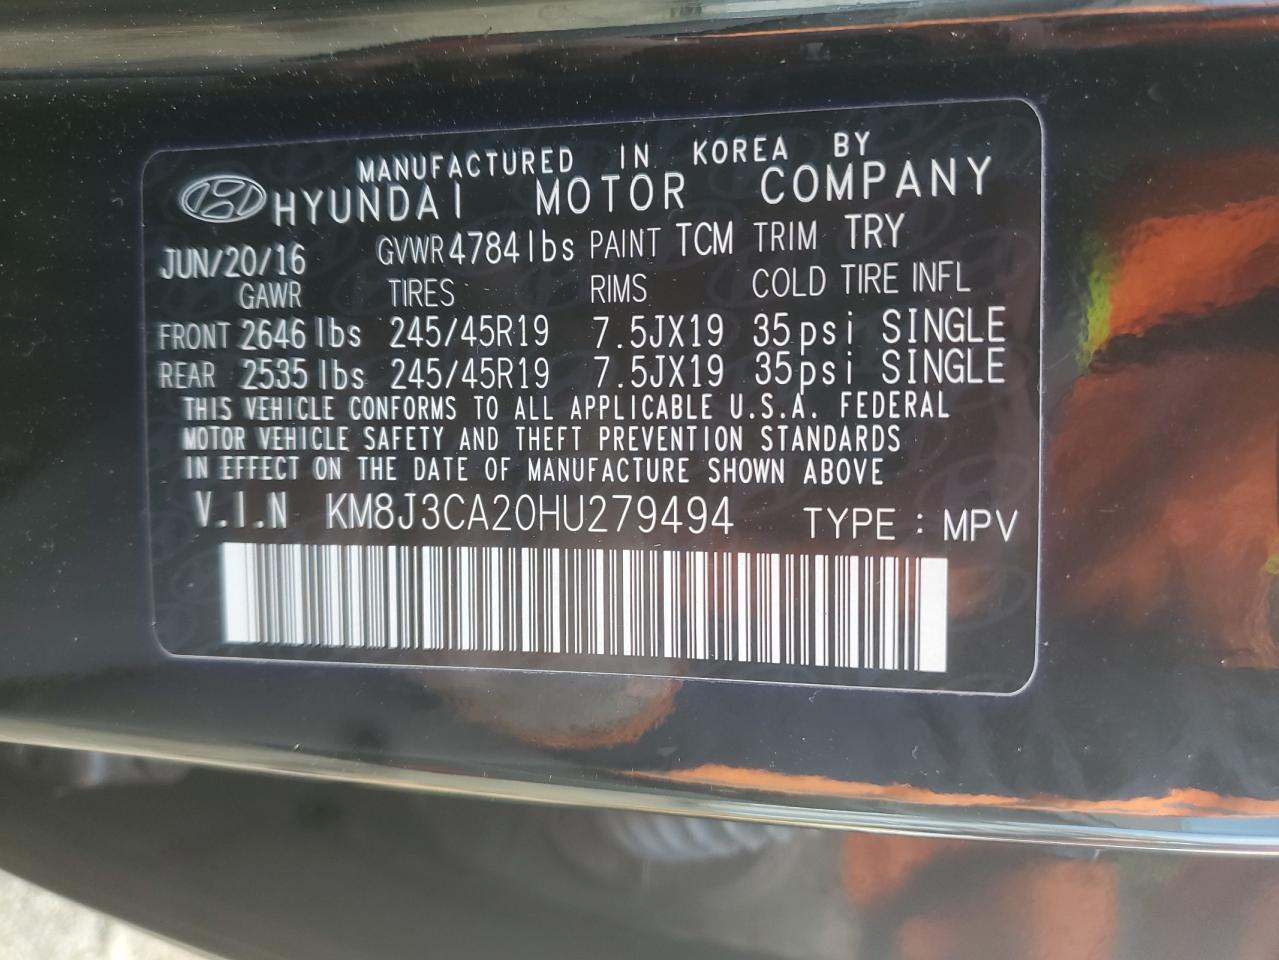 MANUFACTURED IN KOREA BY
HYUNDAI MOTOR COMPANY
JUN/20/16 GVWR 4784 lbs PAINT TCM TRIM TRY
GAWR TIRES RIMS COLD TIRE INFL
FRONT 2646 lbs 245/45R19 7.5JX19 35psi SINGLE
REAR 2535 lbs 245/45R19 7.5JX19 35psi SINGLE
THIS VEHICLE CONFORMS TO ALL APPLICABLE U.S.A. FEDERAL
MOTOR VEHICLE SAFETY AND THEFT PREVENTION STANDARDS
IN EFFECT ON THE DATE OF MANUFACTURE SHOWN ABOVE
V.I.N KM8J3CA20HU279494 TYPE : MPV